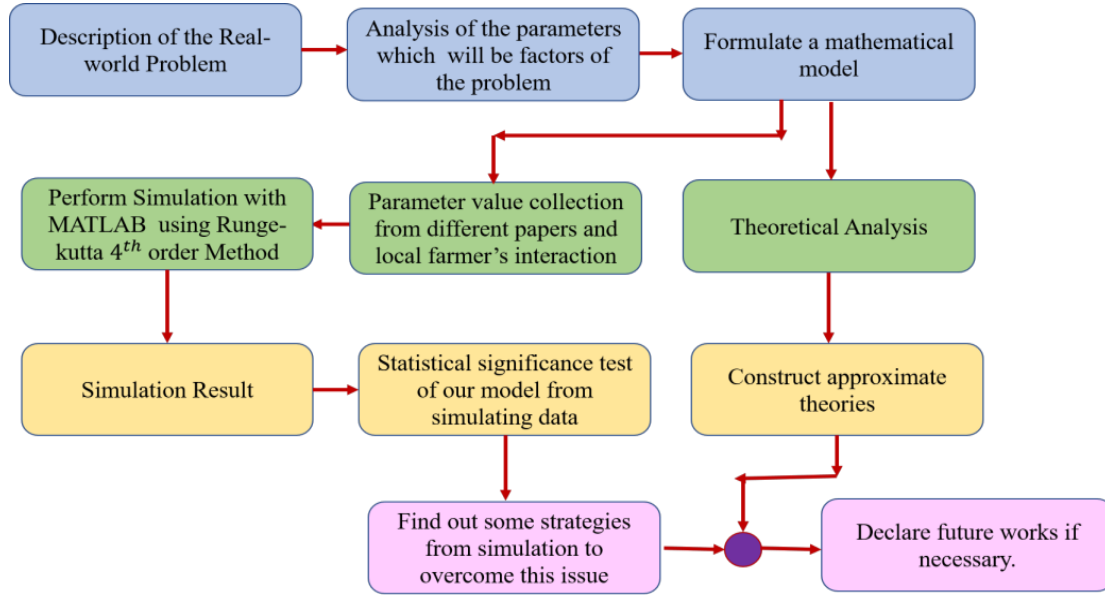 Description of the Real-
world Problem
Analysis of the parameters
which will be factors of
the problem
Formulate a mathematical
model
Perform Simulation with
MATLAB using Runge-
kutta 4ᵗʰ order Method
Parameter value collection
from different papers and
local farmer’s interaction
Theoretical Analysis
Simulation Result
Statistical significance test
of our model from
simulating data
Construct approximate
theories
Find out some strategies
from simulation to
overcome this issue
Declare future works if
necessary.